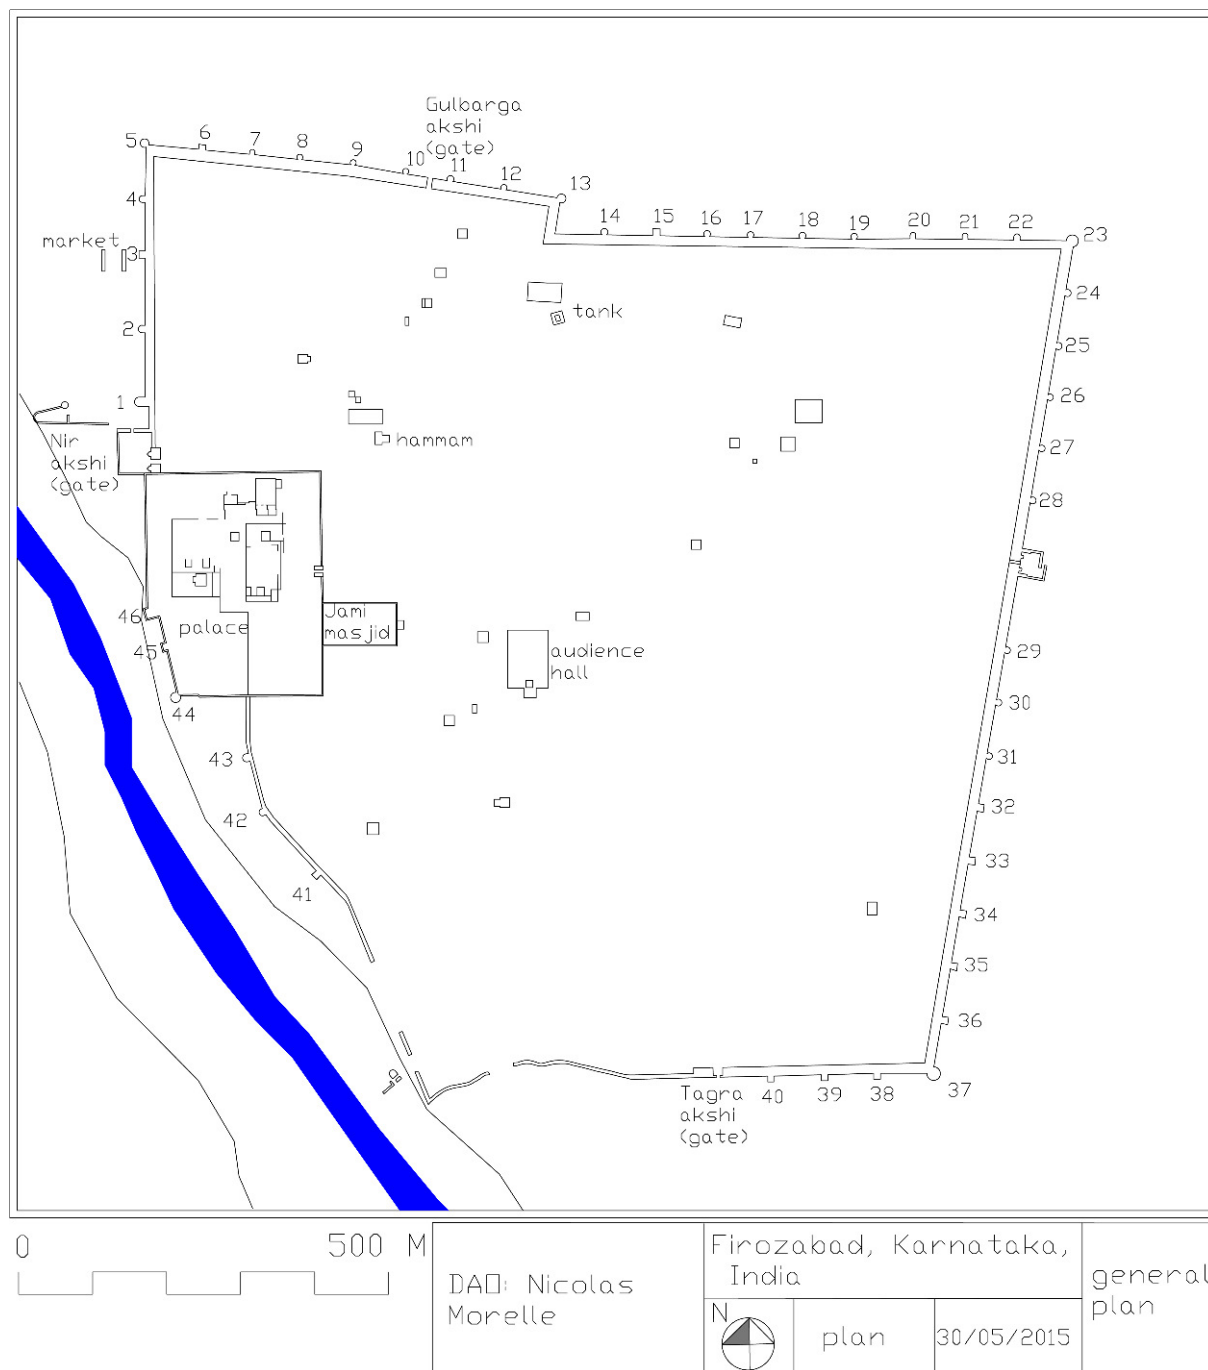 Gulbarga
akshi
(gate)
5
6
7
8
9
10
11
12
13
4
14
15
16
17
18
19
20
21
22
23
market
3
24
tank
2
25
1
26
Nir
akshi
(gate)
hammam
27
28
46
palace
Jami
masjid
45
audience
hall
29
44
30
43
31
42
32
41
33
34
35
36
Tagra
akshi
(gate)
40
39
38
37
0
500 M
DAO: Nicolas
Morelle
Firozabad, Karnataka,
India
N
plan
30/05/2015
general
plan